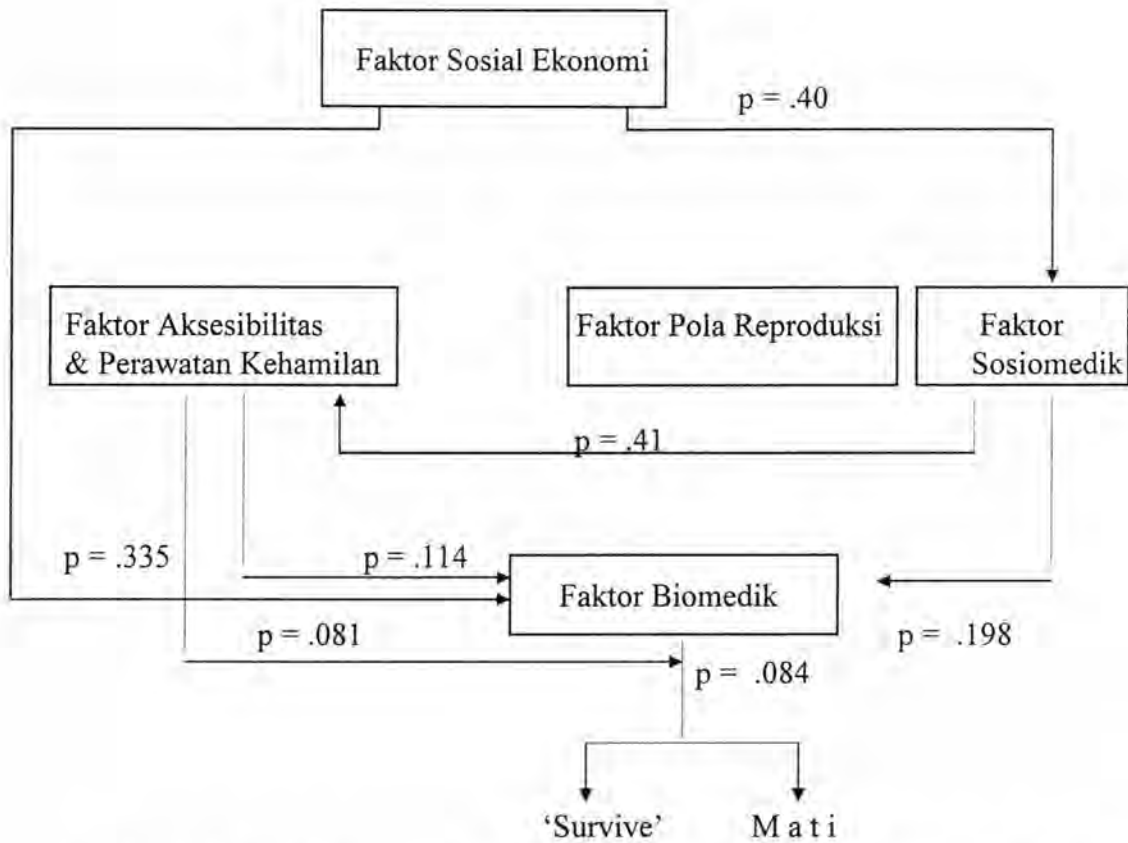 Faktor Sosial Ekonomi
p = .40
Faktor Aksesibilitas
& Perawatan Kehamilan
Faktor Pola Reproduksi
Faktor
Sosiomedik
p = .41
p = .335
p = .114
Faktor Biomedik
p = .081
p = .198
p = .084
‘Survive’
M a t i